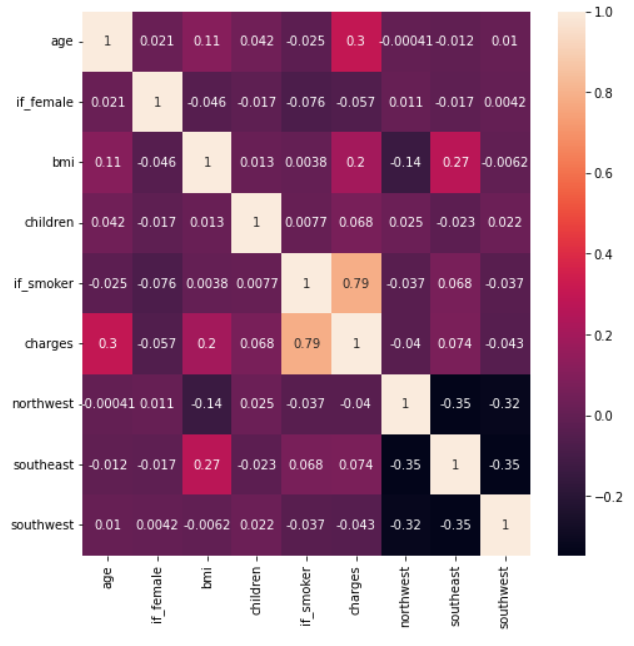 1.0
age 1 0.021 0.11 0.042 -0.025 0.3 -0.00041 -0.012 0.01
if_female 0.021 1 -0.046 -0.017 -0.076 -0.057 0.011 -0.017 0.0042
0.8
bmi 0.11 -0.046 1 0.013 0.0038 0.2 -0.14 0.27 -0.0062
0.6
children 0.042 -0.017 0.013 1 0.0077 0.068 0.025 -0.023 0.022
0.4
if_smoker -0.025 -0.076 0.0038 0.0077 1 0.79 -0.037 0.068 -0.037
0.2
charges 0.3 -0.057 0.2 0.068 0.79 1 -0.04 0.074 -0.043
northwest -0.00041 0.011 -0.14 0.025 -0.037 -0.04 1 -0.35 -0.32
0.0
southeast -0.012 -0.017 0.27 -0.023 0.068 0.074 -0.35 1 -0.35
−0.2
southwest 0.01 0.0042 -0.0062 0.022 -0.037 -0.043 -0.32 -0.35 1
age if_female bmi children if_smoker charges northwest southeast southwest